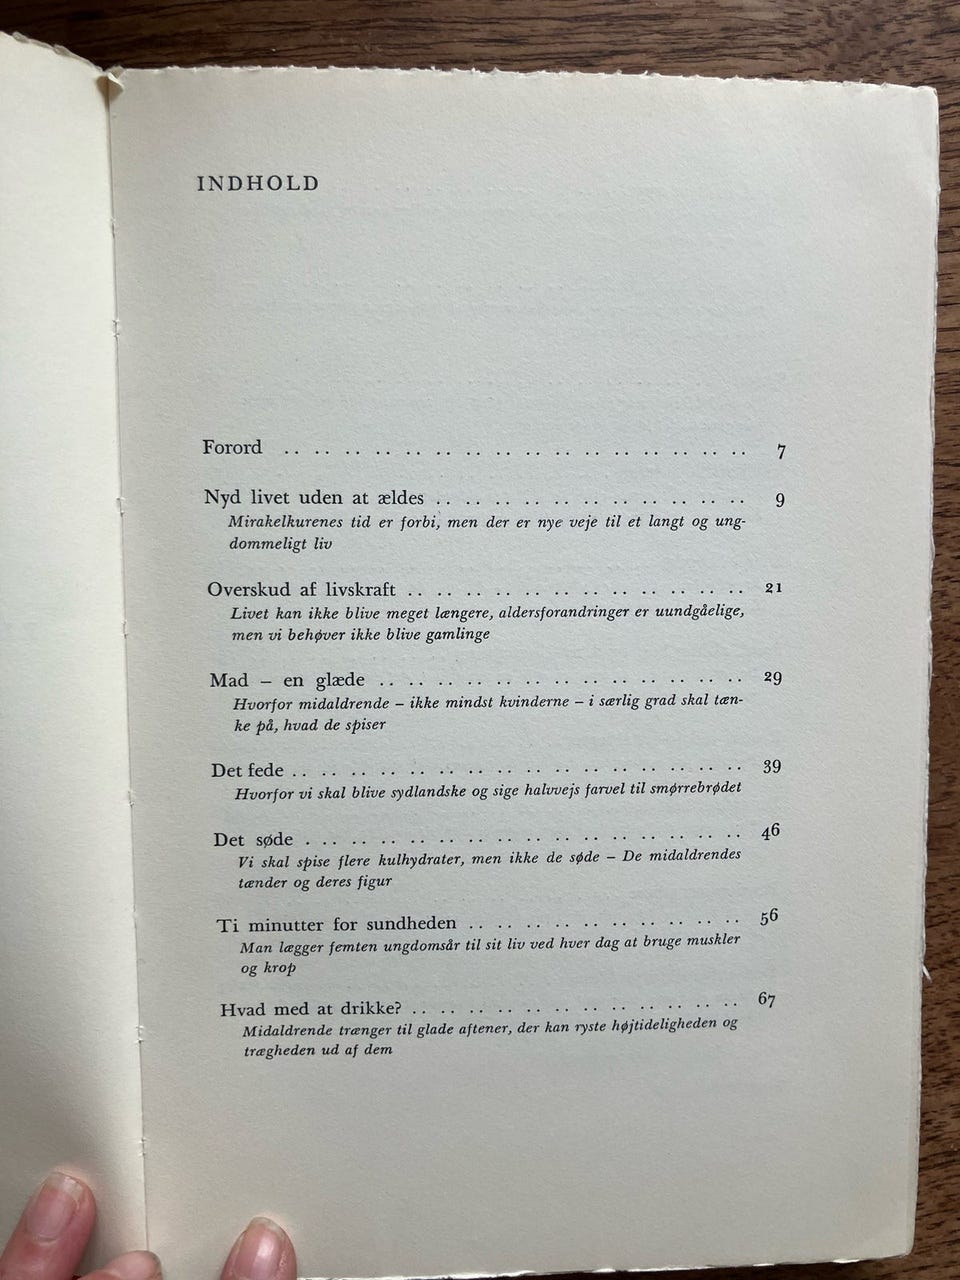 INDHOLD
Forord .. .. .. .. .. .. .. .. .. .. .. .. .. .. .. .. 7
Nyd livet uden at ældes .. .. .. .. .. .. .. .. .. .. .. 9
Mirakelkurenes tid er forbi, men der er nye veje til et langt og ung-
dommeligt liv
Overskud af livskraft .. .. .. .. .. .. .. .. .. .. .. .. 21
Livet kan ikke blive meget længere, aldersforandringer er uundgåelige,
men vi behøver ikke blive gamlinge
Mad – en glæde .. .. .. .. .. .. .. .. .. .. .. .. .. 29
Hvorfor midaldrende – ikke mindst kvinderne – i særlig grad skal tæn-
ke på, hvad de spiser
Det fede .. .. .. .. .. .. .. .. .. .. .. .. .. .. .. .. 39
Hvorfor vi skal blive sydlandske og sige halvvejs farvel til smørrebrødet
Det søde . .. .. .. .. .. .. .. .. .. .. .. .. .. .. .. 46
Vi skal spise flere kulhydrater, men ikke de søde – De midaldrendes
tænder og deres figur
Ti minutter for sundheden .. .. .. .. .. .. .. .. .. .. 56
Man lægger femten ungdomsår til sit liv ved hver dag at bruge muskler
og krop
Hvad med at drikke? .. .. .. .. .. .. .. .. .. .. .. .. 67
Midaldrende trænger til glade aftener, der kan ryste højtideligheden og
trægheden ud af dem